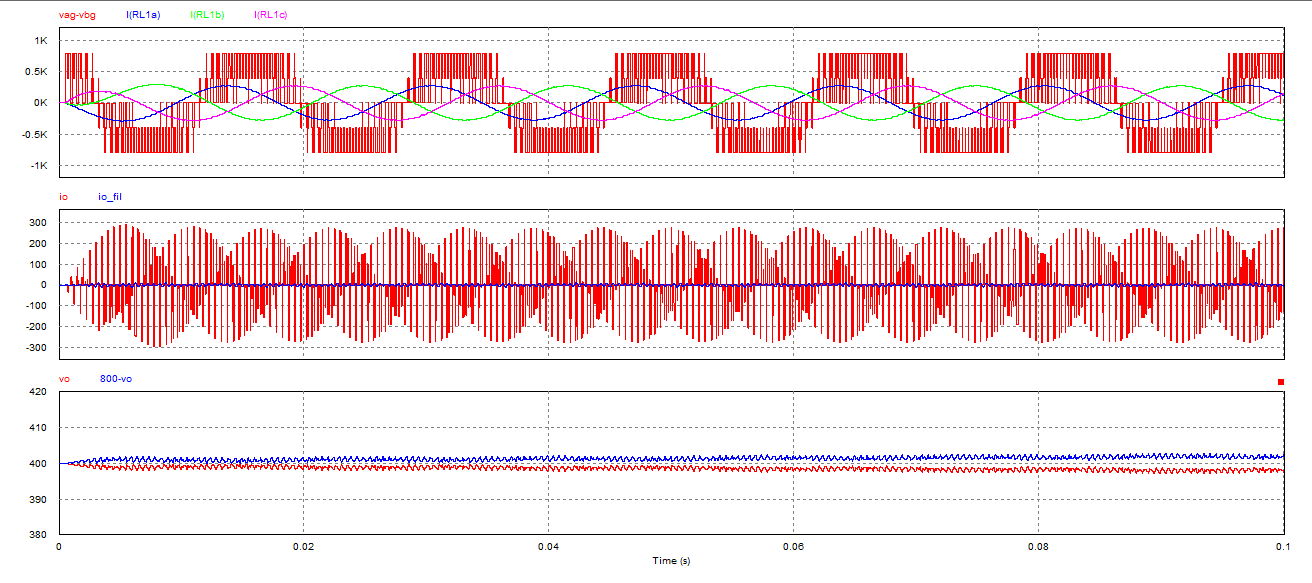 vag-vbg I(RL1a) I(RL1b) I(RL1c)
1K
0.5K
0K
-0.5K
-1K
io io_fil
300
200
100
0
-100
-200
-300
vo 800-vo
420
410
400
390
380
0 0.02 0.04 0.06 0.08 0.1
Time (s)